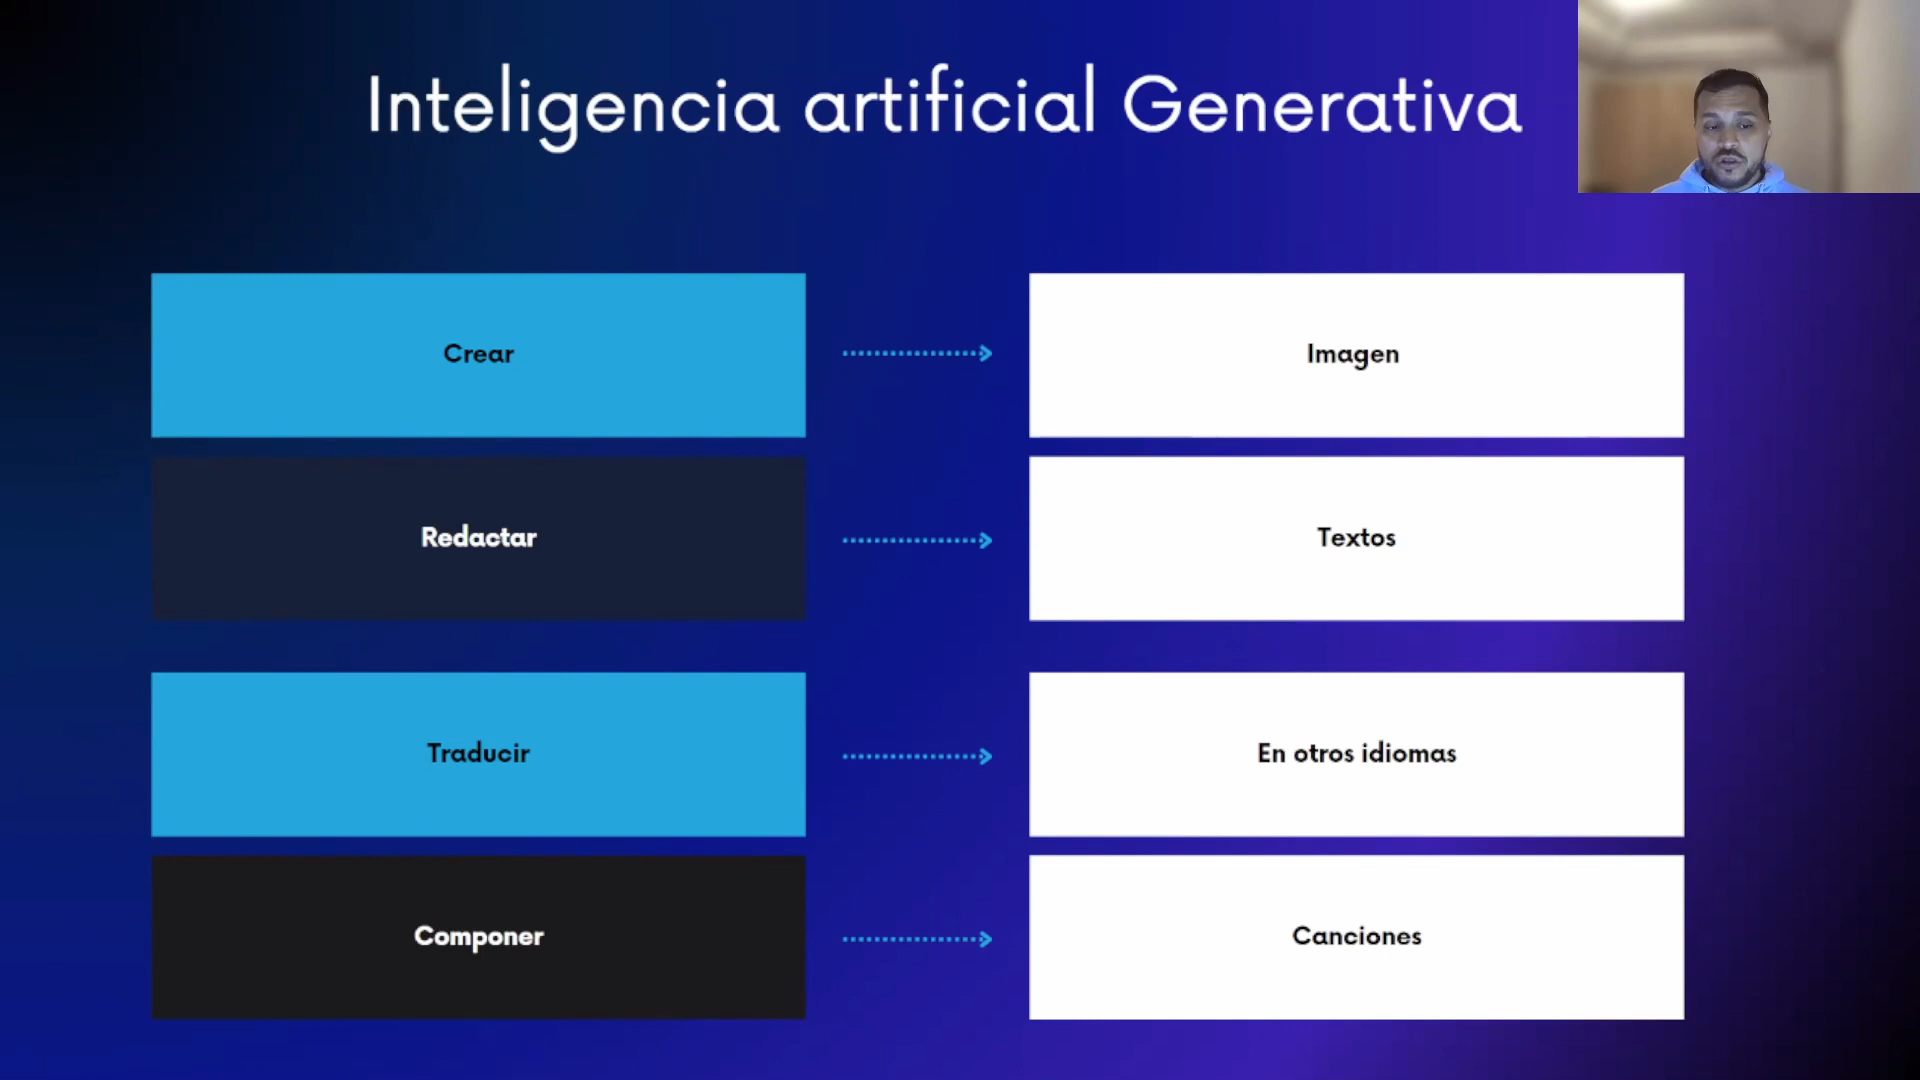 Inteligencia artificial Generativa
Crear
Imagen
Redactar
Textos
Traducir
En otros idiomas
Componer
Canciones